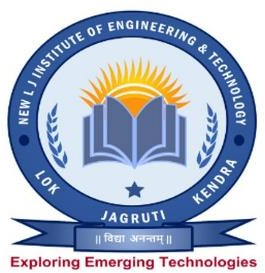 NEW L J INSTITUTE OF ENGINEERING & TECHNOLOGY
LOK JAGRUTI KENDRA
॥ विद्या अनन्तम् ॥
Exploring Emerging Technologies